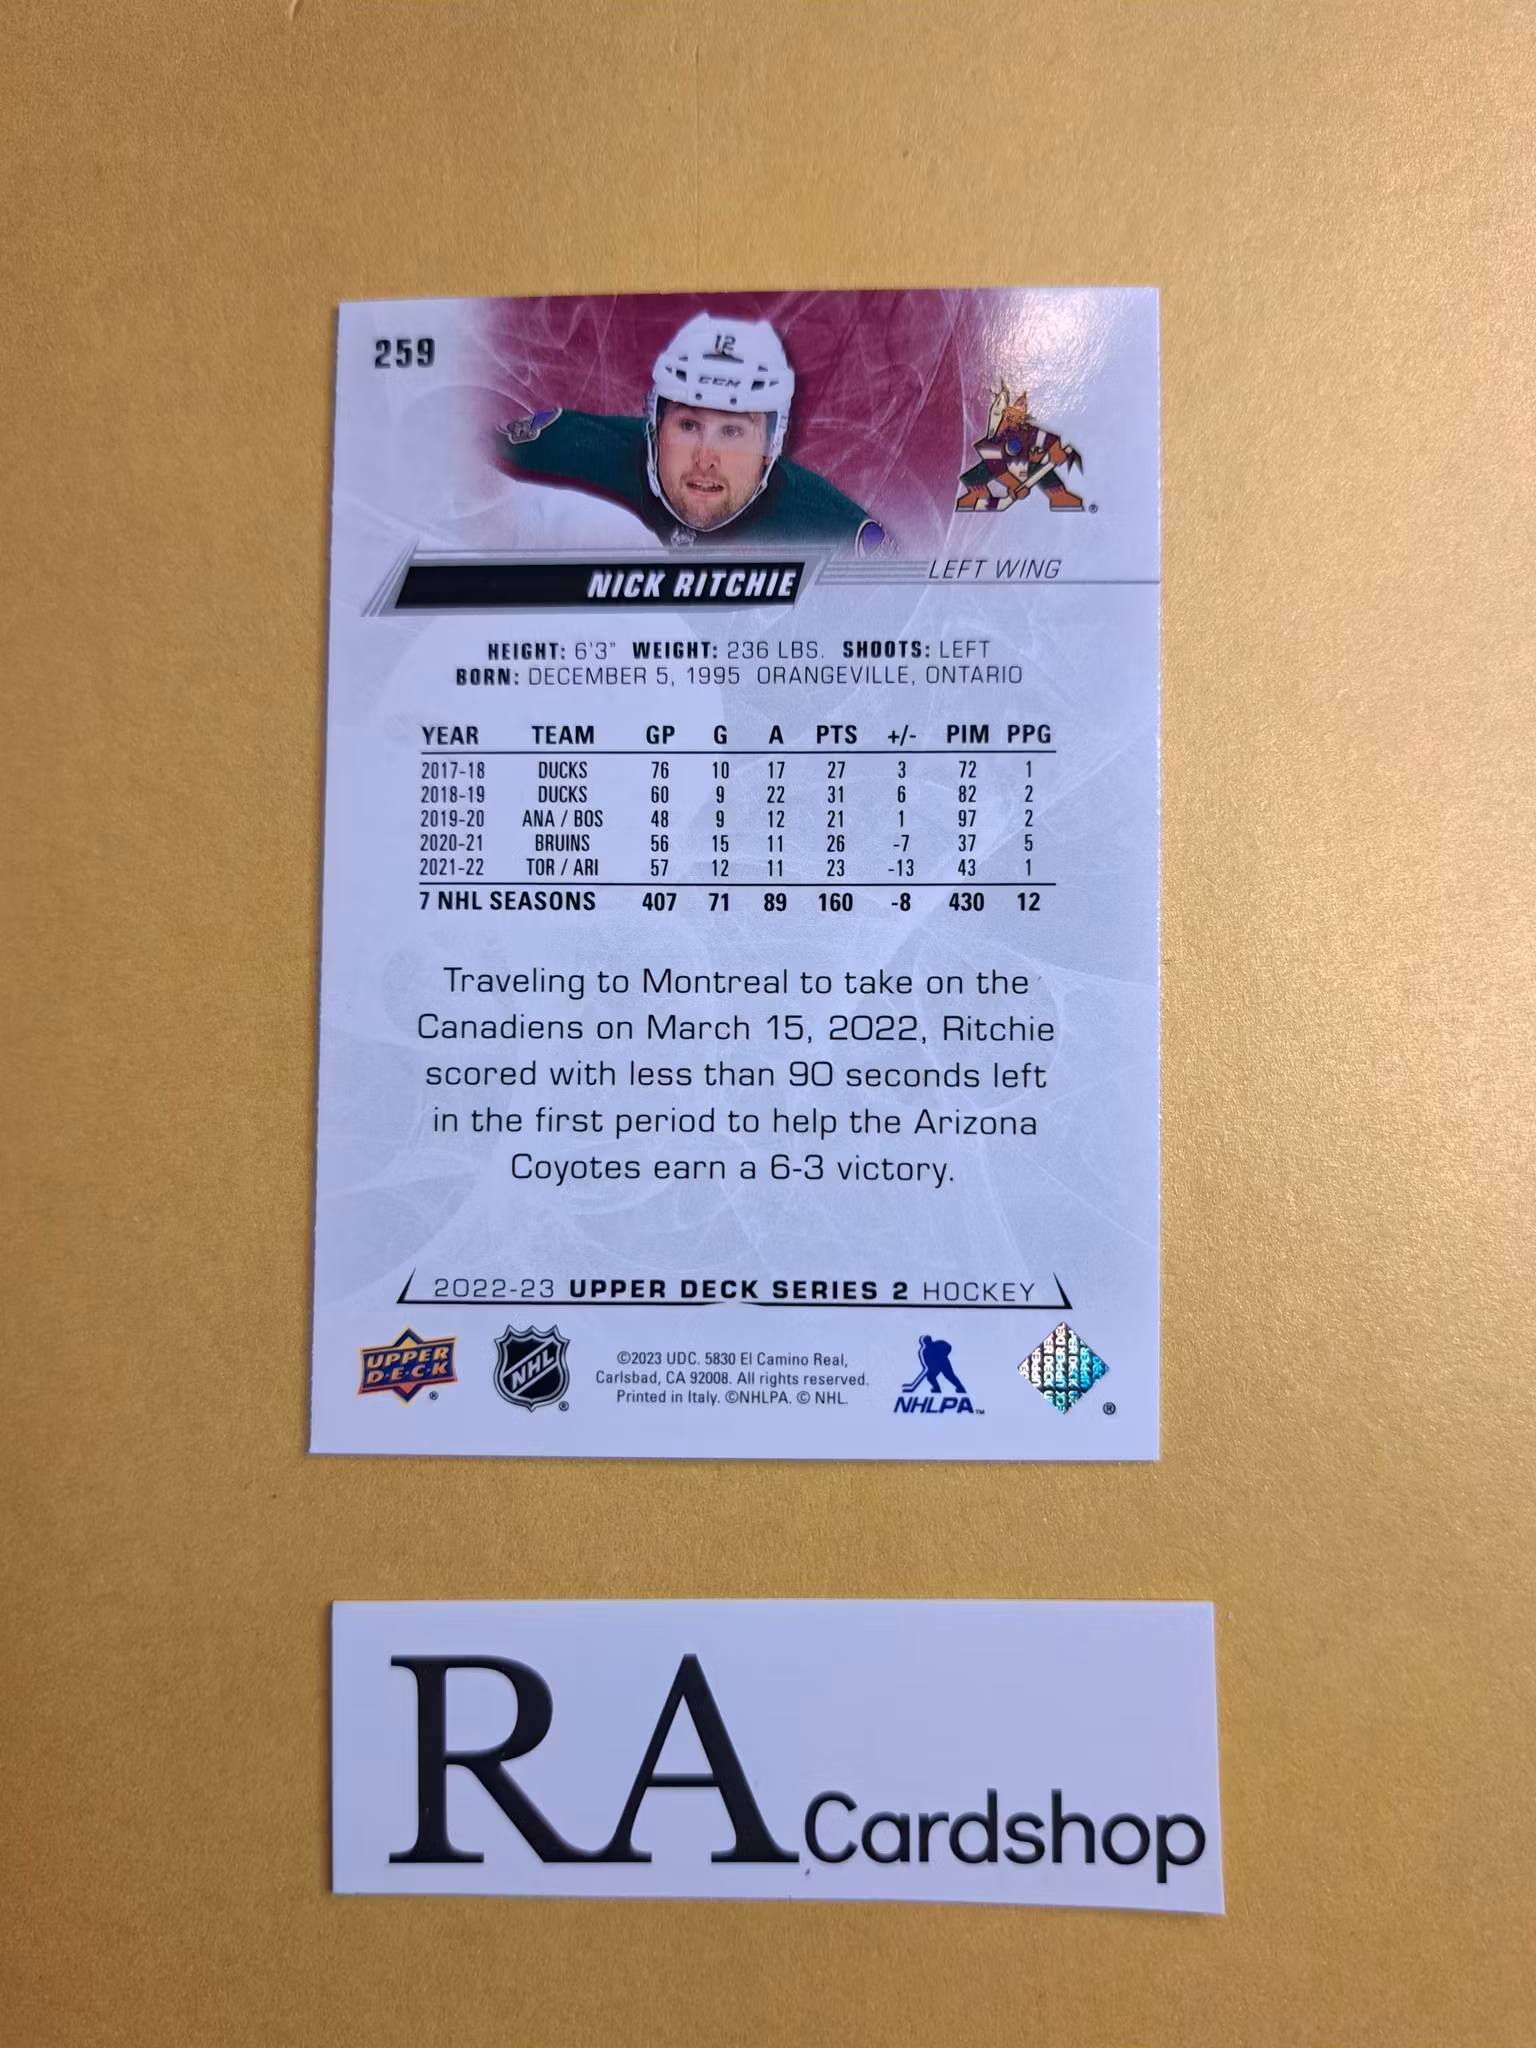 259
12
CCM
NICK RITCHIE
LEFT WING
HEIGHT: 6'3" WEIGHT: 236 LBS. SHOOTS: LEFT
BORN: DECEMBER 5, 1995 ORANGEVILLE, ONTARIO
YEAR TEAM GP G A PTS +/- PIM PPG
2017-18 DUCKS 76 10 17 27 3 72 1
2018-19 DUCKS 60 9 22 31 6 82 2
2019-20 ANA / BOS 48 9 12 21 1 97 2
2020-21 BRUINS 56 15 11 26 -7 37 5
2021-22 TOR / ARI 57 12 11 23 -13 43 1
7 NHL SEASONS 407 71 89 160 -8 430 12
Traveling to Montreal to take on the
Canadiens on March 15, 2022, Ritchie
scored with less than 90 seconds left
in the first period to help the Arizona
Coyotes earn a 6-3 victory.
2022-23 UPPER DECK SERIES 2 HOCKEY
UPPER
D·E·C·K
®
NHL
®
©2023 UDC. 5830 El Camino Real,
Carlsbad, CA 92008. All rights reserved.
Printed in Italy. ©NHLPA. © NHL.
NHLPA™
®
RA Cardshop